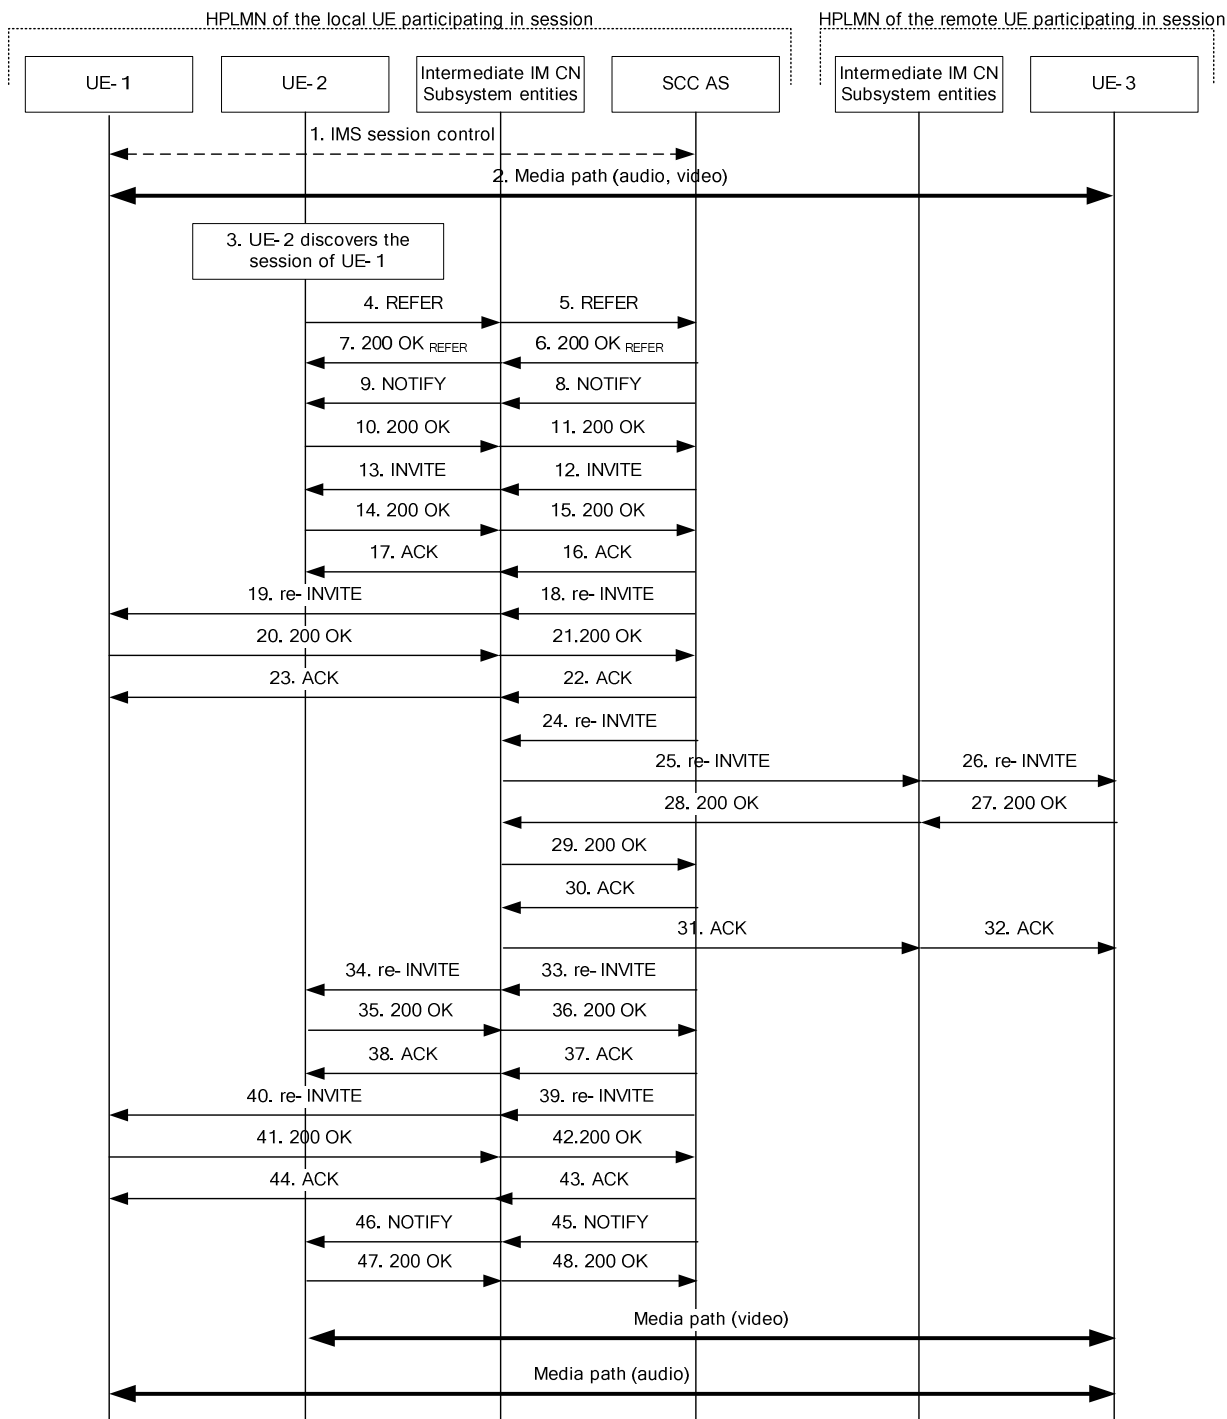 HPLMN of the local UE participating in session
HPLMN of the remote UE participating in session
UE-1
UE-2
Intermediate IM CN
Subsystem entities
SCC AS
Intermediate IM CN
Subsystem entities
UE-3
1. IMS session control
2. Media path (audio, video)
3. UE-2 discovers the
session of UE-1
4. REFER
5. REFER
7. 200 OK REFER
6. 200 OK REFER
9. NOTIFY
8. NOTIFY
10. 200 OK
11. 200 OK
13. INVITE
12. INVITE
14. 200 OK
15. 200 OK
17. ACK
16. ACK
19. re-INVITE
18. re-INVITE
20. 200 OK
21.200 OK
23. ACK
22. ACK
24. re-INVITE
25. re-INVITE
26. re-INVITE
28. 200 OK
27. 200 OK
29. 200 OK
30. ACK
31. ACK
32. ACK
34. re-INVITE
33. re-INVITE
35. 200 OK
36. 200 OK
38. ACK
37. ACK
40. re-INVITE
39. re-INVITE
41. 200 OK
42.200 OK
44. ACK
43. ACK
46. NOTIFY
45. NOTIFY
47. 200 OK
48. 200 OK
Media path (video)
Media path (audio)